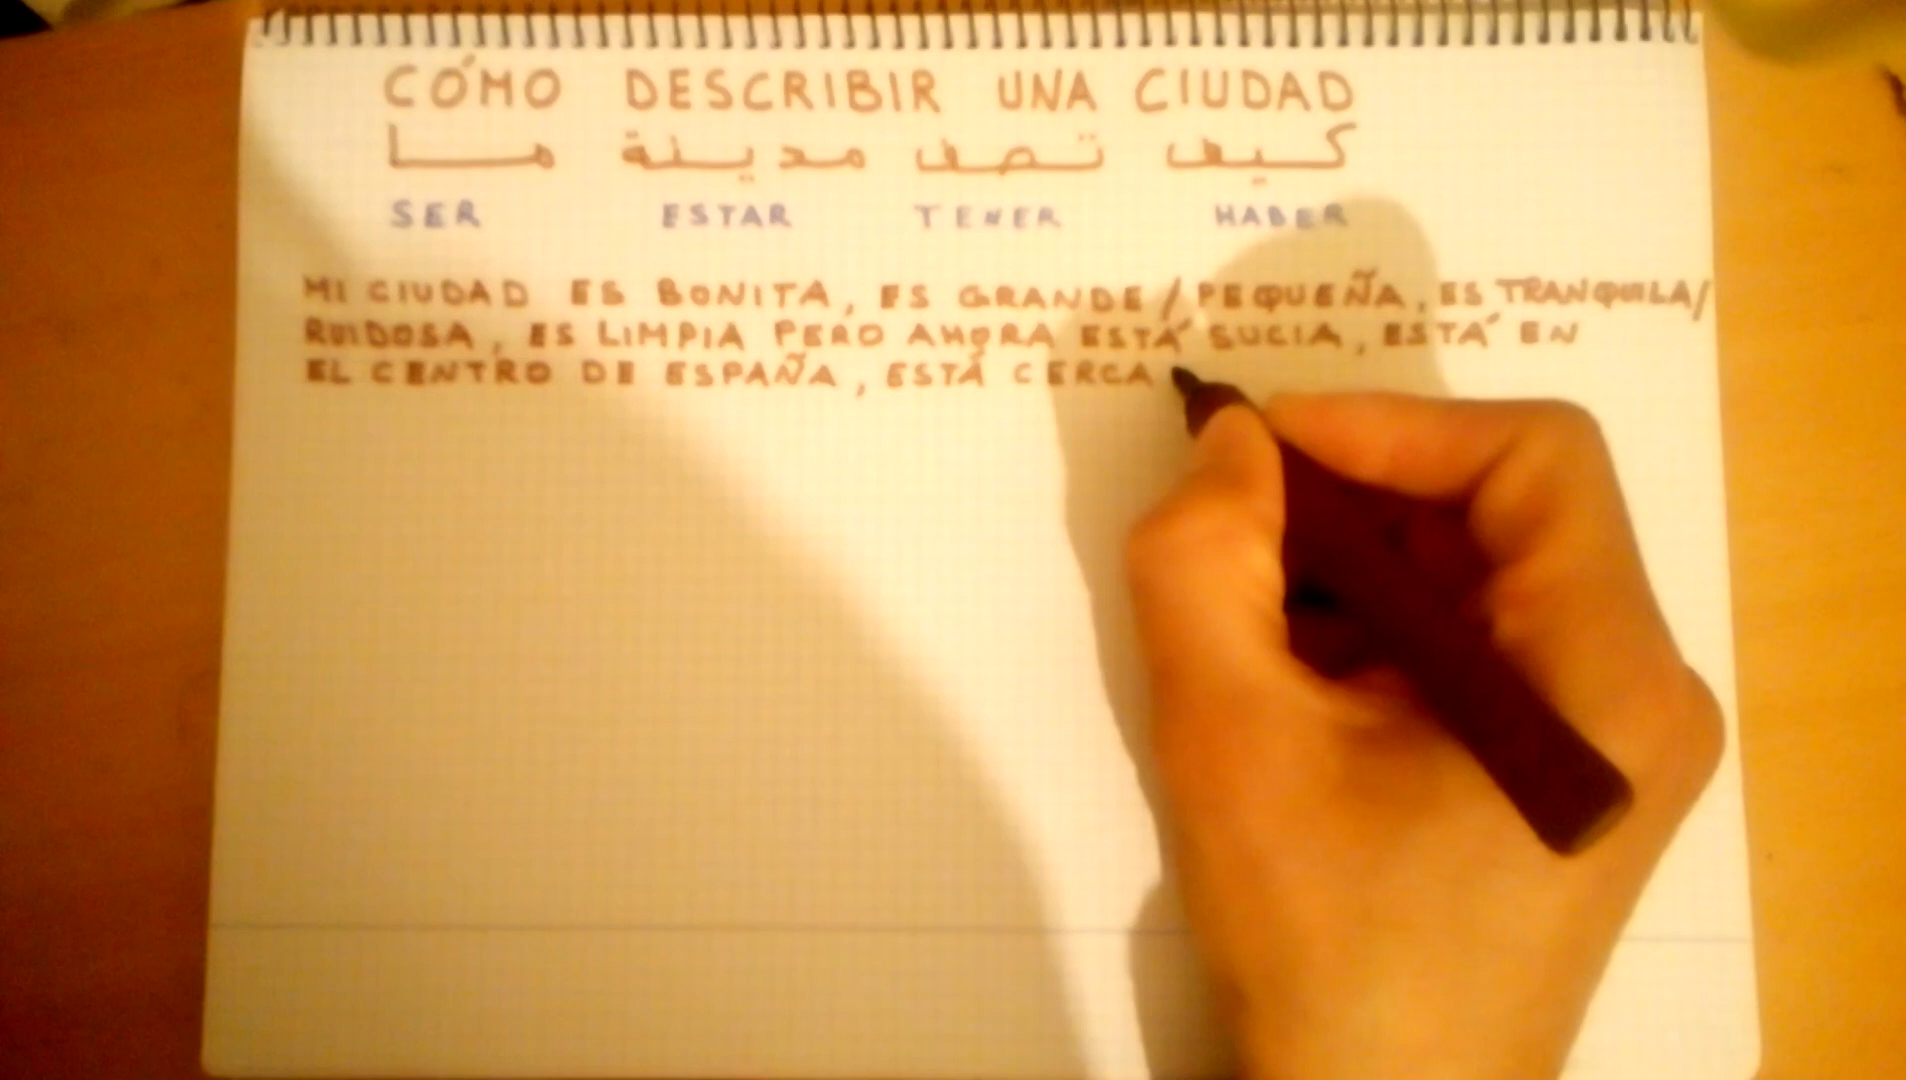 CÓMO DESCRIBIR UNA CIUDAD
كيف تصف مدينة ما
SER ESTAR TENER HABER
MI CIUDAD ES BONITA, ES GRANDE / PEQUEÑA, ES TRANQUILA/
RUIDOSA, ES LIMPIA PERO AHORA ESTÁ SUCIA, ESTÁ EN
EL CENTRO DE ESPAÑA, ESTÁ CERCA